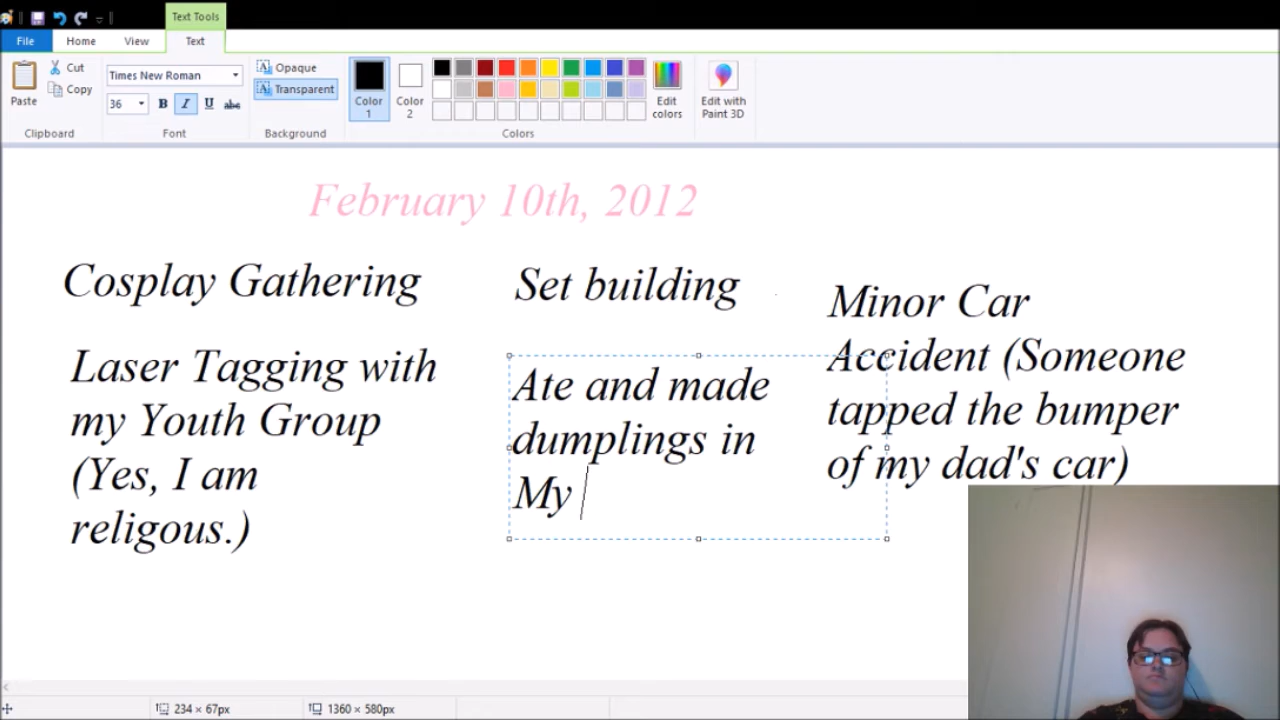 Text Tools
File
Home
View
Text
Paste
Cut
Copy
Clipboard
Times New Roman
36
B
I
U
abc
Font
Opaque
Transparent
Background
Color 1
Color 2
Edit colors
Colors
Edit with Paint 3D
February 10th, 2012
Cosplay Gathering
Laser Tagging with
my Youth Group
(Yes, I am
religous.)
Set building
Ate and made
dumplings in
My
Minor Car
Accident (Someone
tapped the bumper
of my dad's car)
234 × 67px
1360 × 580px